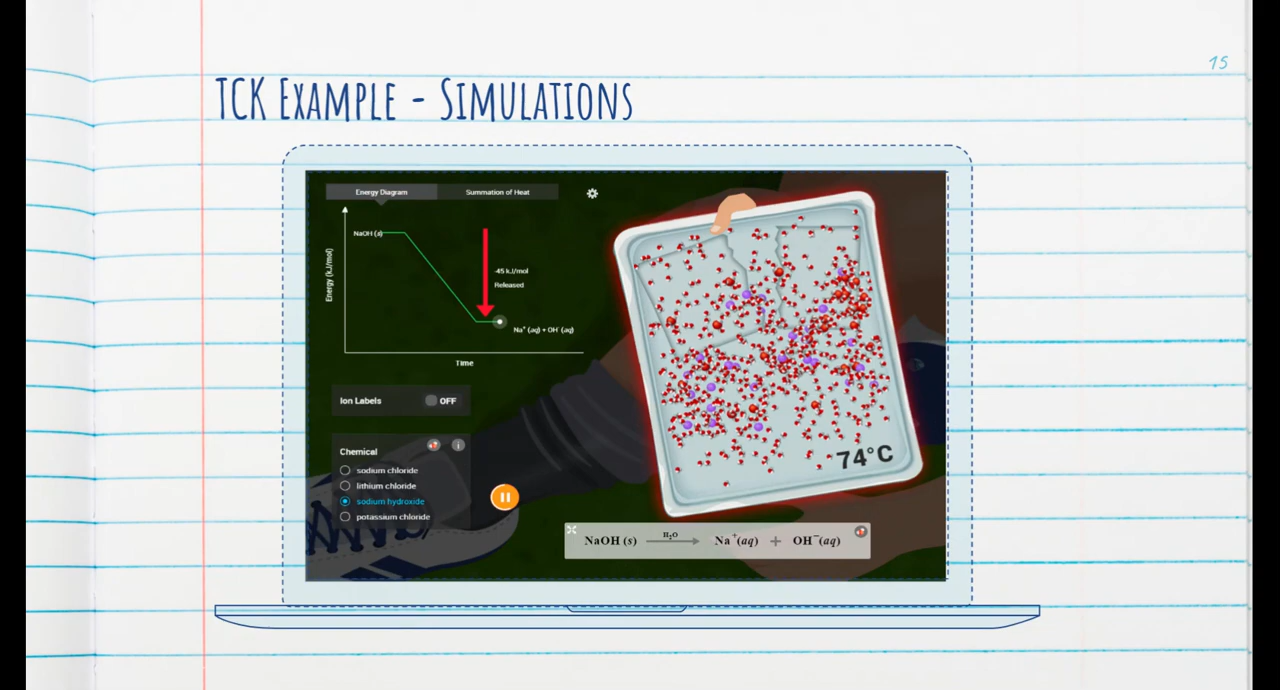 15
TCK Example - Simulations
Energy Diagram
Summation of Heat
Energy (kJ/mol)
NaOH (s)
-45 kJ/mol
Released
Na⁺ (aq) + OH⁻ (aq)
Time
Ion Labels OFF
Chemical
sodium chloride
lithium chloride
sodium hydroxide
potassium chloride
74°C
NaOH (s) H₂O → Na⁺(aq) + OH⁻(aq)